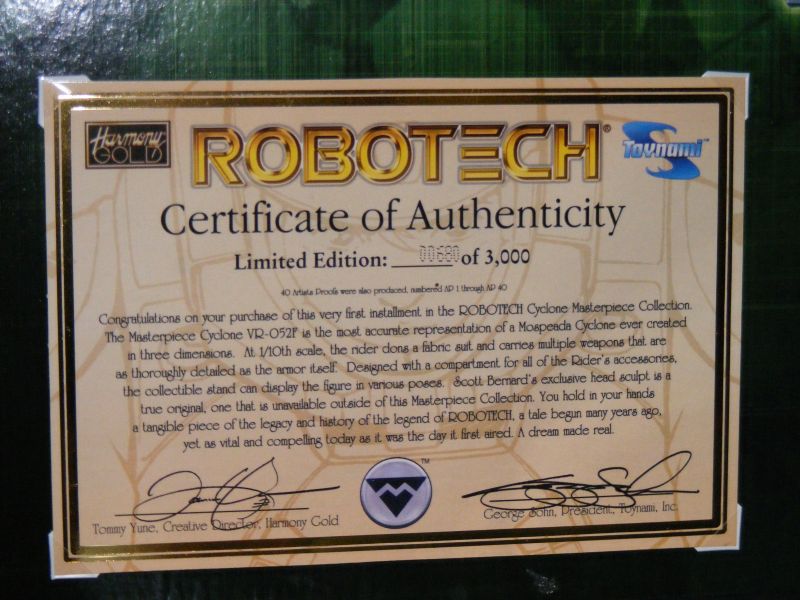 Harmony GOLD
ROBOTECH®
Toynami™
Certificate of Authenticity
Limited Edition: 00680 of 3,000
40 Artists Proofs were also produced, numbered AP 1 through AP 40
Congratulations on your purchase of this very first installment in the ROBOTECH Cyclone Masterpiece Collection.
The Masterpiece Cyclone VR-052F is the most accurate representation of a Mospeada Cyclone ever created
in three dimensions. At 1/10th scale, the rider dons a fabric suit and carries multiple weapons that are
as thoroughly detailed as the armor itself. Designed with a compartment for all of the Rider's accessories,
the collectible stand can display the figure in various poses. Scott Bernard's exclusive head sculpt is a
true original, one that is unavailable outside of this Masterpiece Collection. You hold in your hands
a tangible piece of the legacy and history of the legend of ROBOTECH, a tale begun many years ago,
yet as vital and compelling today as it was the day it first aired. A dream made real.
TM
Tommy Yune, Creative Director, Harmony Gold
George Sohn, President, Toynami, Inc.